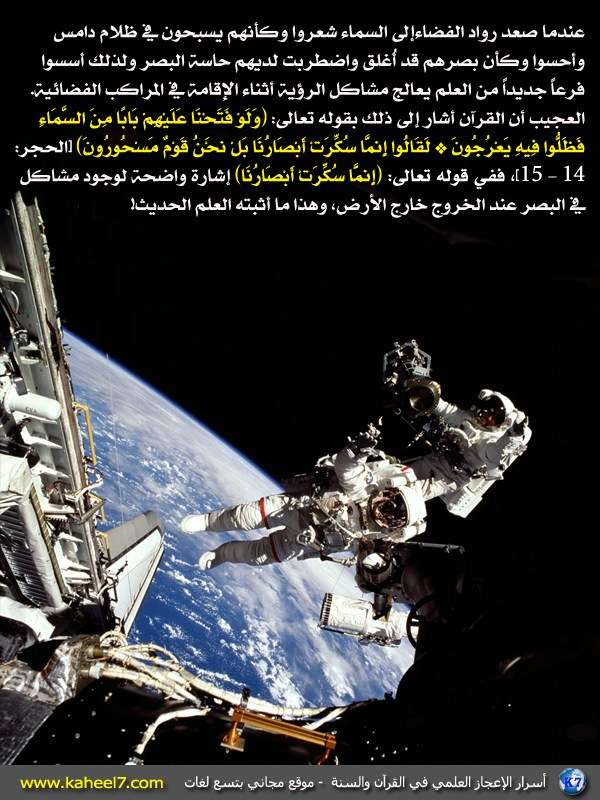 عندما صعد رواد الفضاءإلى السماء شعروا وكأنهم يسبحون في ظلام دامس
وأحسوا وكأن بصرهم قد أُغلق واضطربت لديهم حاسة البصر ولذلك أسسوا
فرعاً جديداً من العلم يعالج مشاكل الرؤية أثناء الإقامة في المراكب الفضائية.
العجيب أن القرآن أشار إلى ذلك بقوله تعالى: (وَلَوْ فَتَحْنَا عَلَيْهِمْ بَابًا مِنَ السَّمَاءِ
فَظَلُّوا فِيهِ يَعْرُجُونَ ❖ لَقَالُوا إِنَّمَا سُكِّرَتْ أَبْصَارُنَا بَلْ نَحْنُ قَوْمٌ مَسْحُورُونَ) [الحجر:
14 – 15]، ففي قوله تعالى: (إِنَّمَا سُكِّرَتْ أَبْصَارُنَا) إشارة واضحة لوجود مشاكل
في البصر عند الخروج خارج الأرض، وهذا ما أثبته العلم الحديث!
K7 أسرار الإعجاز العلمي في القرآن والسنة - موقع مجاني بتسع لغات www.kaheel7.com